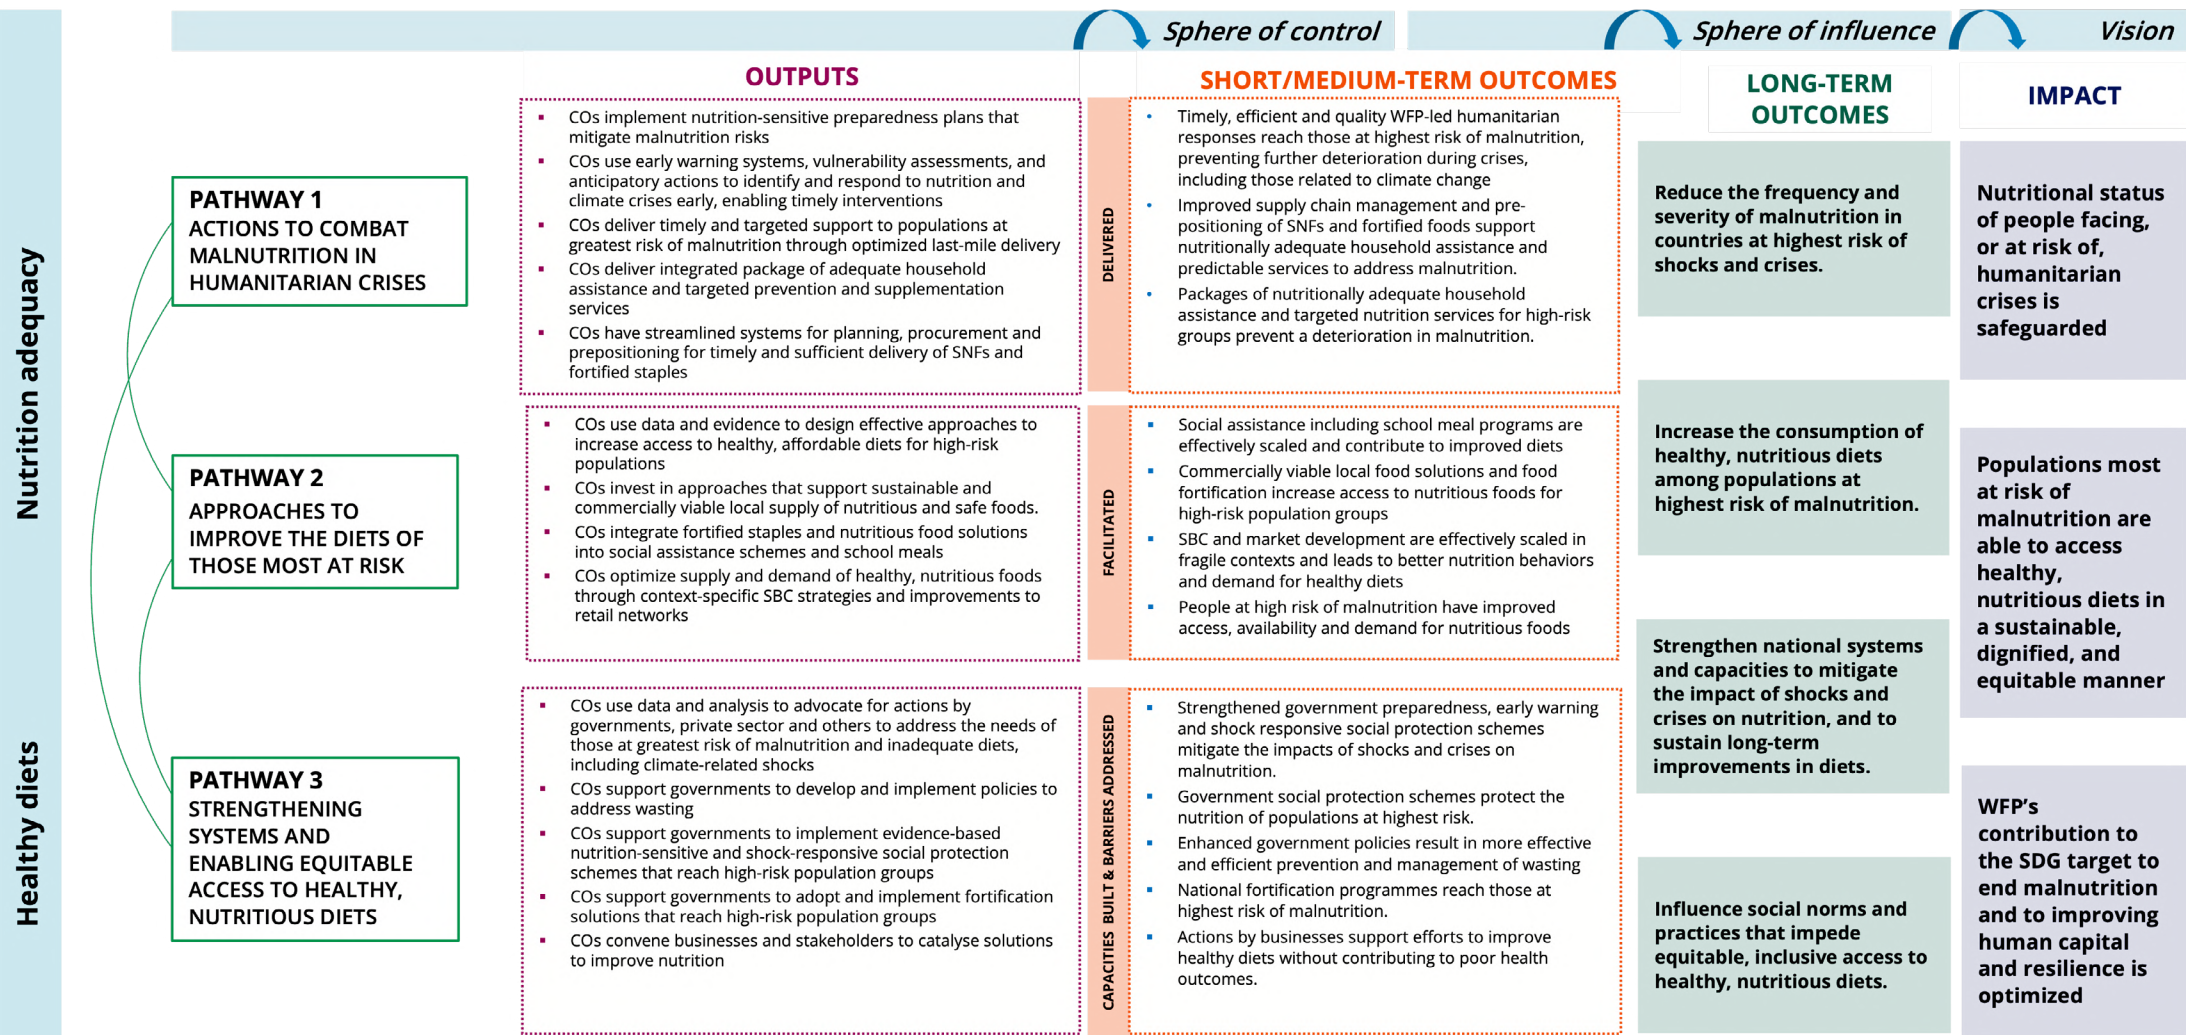 Sphere of control
Sphere of influence
Vision
OUTPUTS
SHORT/MEDIUM-TERM OUTCOMES
LONG-TERM
OUTCOMES
IMPACT
Nutrition adequacy
Healthy diets
PATHWAY 1
ACTIONS TO COMBAT
MALNUTRITION IN
HUMANITARIAN CRISES
▪ COs implement nutrition-sensitive preparedness plans that
mitigate malnutrition risks
▪ COs use early warning systems, vulnerability assessments, and
anticipatory actions to identify and respond to nutrition and
climate crises early, enabling timely interventions
▪ COs deliver timely and targeted support to populations at
greatest risk of malnutrition through optimized last-mile delivery
▪ COs deliver integrated package of adequate household
assistance and targeted prevention and supplementation
services
▪ COs have streamlined systems for planning, procurement and
prepositioning for timely and sufficient delivery of SNFs and
fortified staples
DELIVERED
• Timely, efficient and quality WFP-led humanitarian
responses reach those at highest risk of malnutrition,
preventing further deterioration during crises,
including those related to climate change
• Improved supply chain management and pre-
positioning of SNFs and fortified foods support
nutritionally adequate household assistance and
predictable services to address malnutrition.
• Packages of nutritionally adequate household
assistance and targeted nutrition services for high-risk
groups prevent a deterioration in malnutrition.
PATHWAY 2
APPROACHES TO
IMPROVE THE DIETS OF
THOSE MOST AT RISK
▪ COs use data and evidence to design effective approaches to
increase access to healthy, affordable diets for high-risk
populations
▪ COs invest in approaches that support sustainable and
commercially viable local supply of nutritious and safe foods.
▪ COs integrate fortified staples and nutritious food solutions
into social assistance schemes and school meals
▪ COs optimize supply and demand of healthy, nutritious foods
through context-specific SBC strategies and improvements to
retail networks
FACILITATED
▪ Social assistance including school meal programs are
effectively scaled and contribute to improved diets
▪ Commercially viable local food solutions and food
fortification increase access to nutritious foods for
high-risk population groups
▪ SBC and market development are effectively scaled in
fragile contexts and leads to better nutrition behaviors
and demand for healthy diets
▪ People at high risk of malnutrition have improved
access, availability and demand for nutritious foods
PATHWAY 3
STRENGTHENING
SYSTEMS AND
ENABLING EQUITABLE
ACCESS TO HEALTHY,
NUTRITIOUS DIETS
▪ COs use data and analysis to advocate for actions by
governments, private sector and others to address the needs of
those at greatest risk of malnutrition and inadequate diets,
including climate-related shocks
▪ COs support governments to develop and implement policies to
address wasting
▪ COs support governments to implement evidence-based
nutrition-sensitive and shock-responsive social protection
schemes that reach high-risk population groups
▪ COs support governments to adopt and implement fortification
solutions that reach high-risk population groups
▪ COs convene businesses and stakeholders to catalyse solutions
to improve nutrition
CAPACITIES BUILT & BARRIERS ADDRESSED
▪ Strengthened government preparedness, early warning
and shock responsive social protection schemes
mitigate the impacts of shocks and crises on
malnutrition.
▪ Government social protection schemes protect the
nutrition of populations at highest risk.
▪ Enhanced government policies result in more effective
and efficient prevention and management of wasting
▪ National fortification programmes reach those at
highest risk of malnutrition.
▪ Actions by businesses support efforts to improve
healthy diets without contributing to poor health
outcomes.
Reduce the frequency and
severity of malnutrition in
countries at highest risk of
shocks and crises.
Increase the consumption of
healthy, nutritious diets
among populations at
highest risk of malnutrition.
Strengthen national systems
and capacities to mitigate
the impact of shocks and
crises on nutrition, and to
sustain long-term
improvements in diets.
Influence social norms and
practices that impede
equitable, inclusive access to
healthy, nutritious diets.
Nutritional status
of people facing,
or at risk of,
humanitarian
crises is
safeguarded
Populations most
at risk of
malnutrition are
able to access
healthy,
nutritious diets in
a sustainable,
dignified, and
equitable manner
WFP’s
contribution to
the SDG target to
end malnutrition
and to improving
human capital
and resilience is
optimized